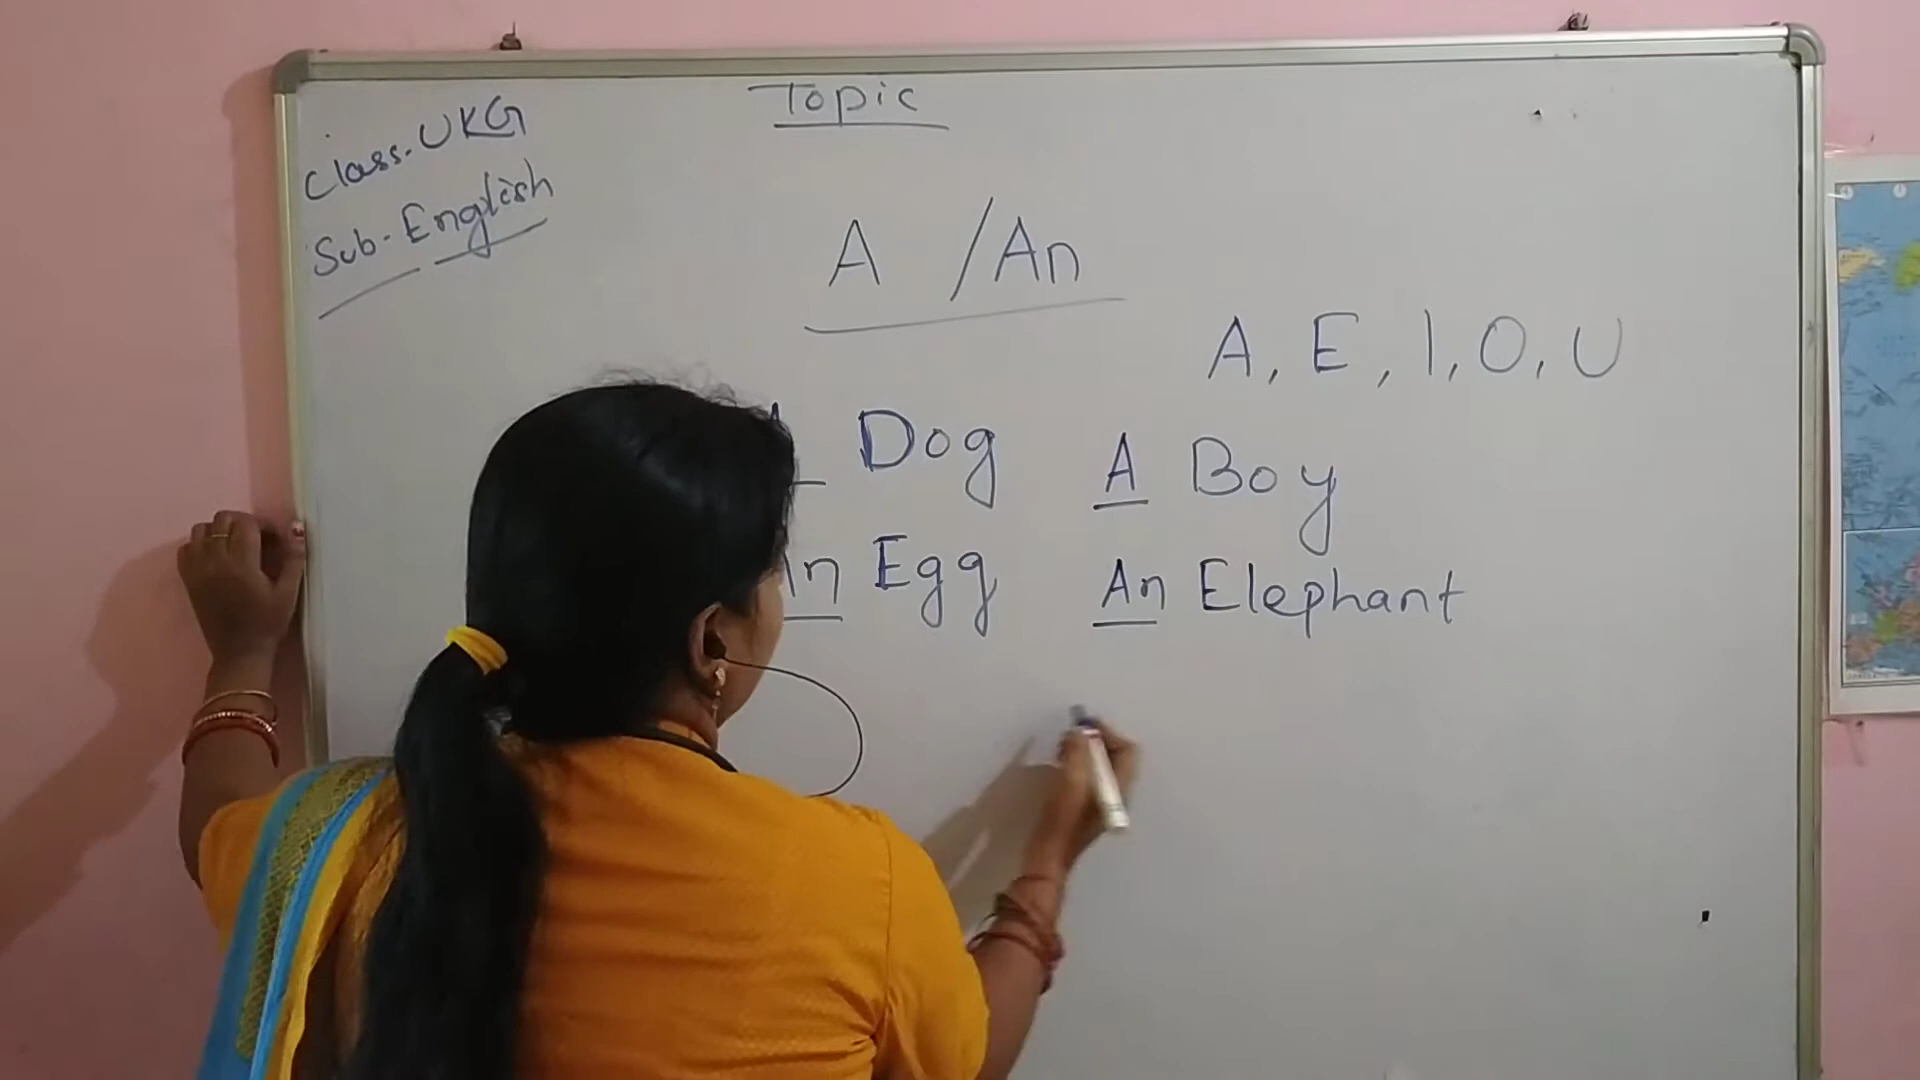 Class. UKG
Sub- English
Topic
A / An
A, E, I, O, U
A Dog
A Boy
An Egg
An Elephant